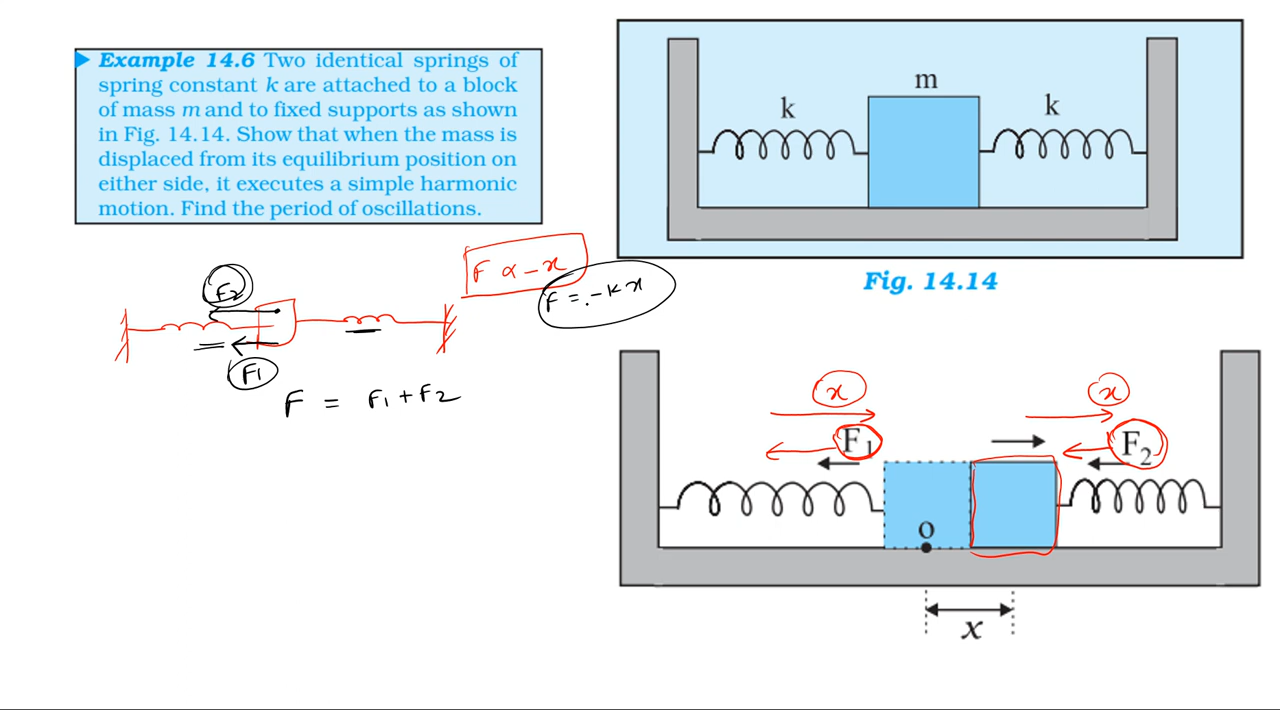 Example 14.6 Two identical springs of
spring constant k are attached to a block
of mass m and to fixed supports as shown
in Fig. 14.14. Show that when the mass is
displaced from its equilibrium position on
either side, it executes a simple harmonic
motion. Find the period of oscillations.
m
k
k
Fig. 14.14
F ∝ - x
F = - k x
F2
F1
F = F1 + F2
x
x
F₁
F₂
O
x